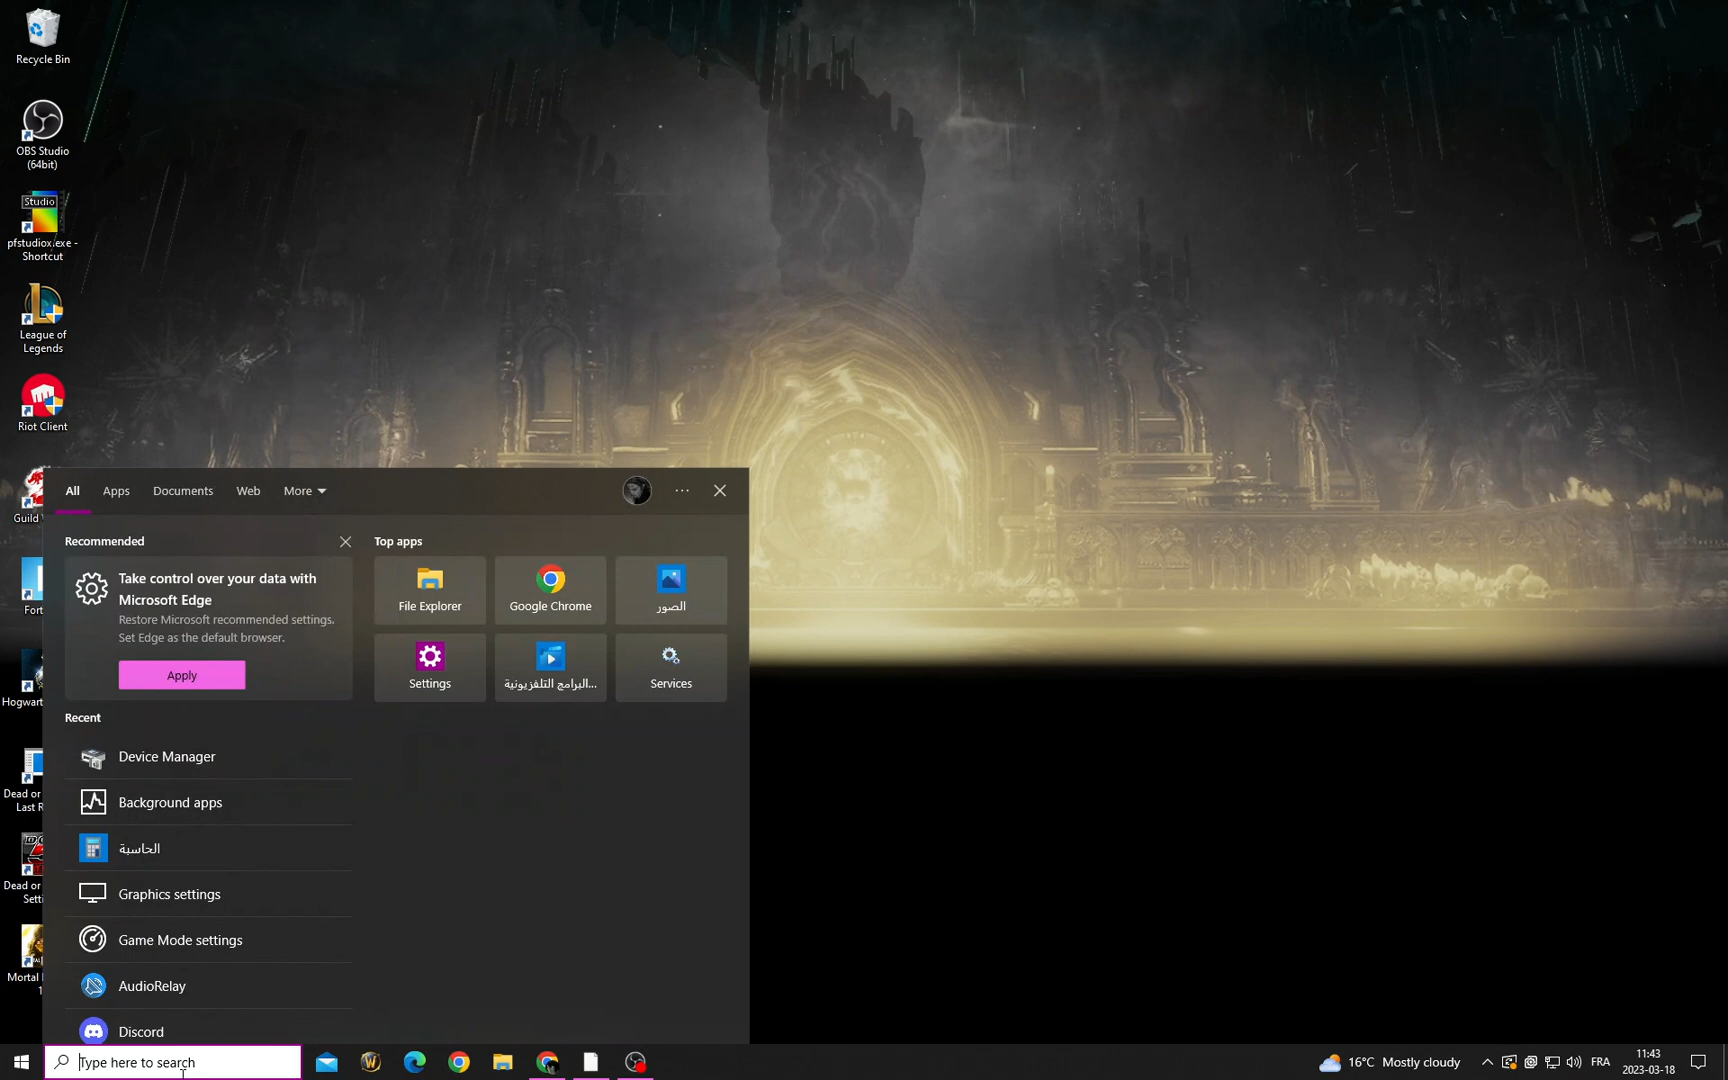 Recycle Bin
OBS Studio
(64bit)
Studio
pfstudiox.exe -
Shortcut
League of
Legends
Riot Client
Guild
Fort
Hogwart
Dead or
Last R
Dead or
Setti
Mortal
1
All
Apps
Documents
Web
More
Recommended
Take control over your data with
Microsoft Edge
Restore Microsoft recommended settings.
Set Edge as the default browser.
Apply
Recent
Device Manager
Background apps
الحاسبة
Graphics settings
Game Mode settings
AudioRelay
Discord
Top apps
File Explorer
Google Chrome
الصور
Settings
البرامج التلفزيونية...
Services
Type here to search
16°C Mostly cloudy
FRA
11:43
2023-03-18